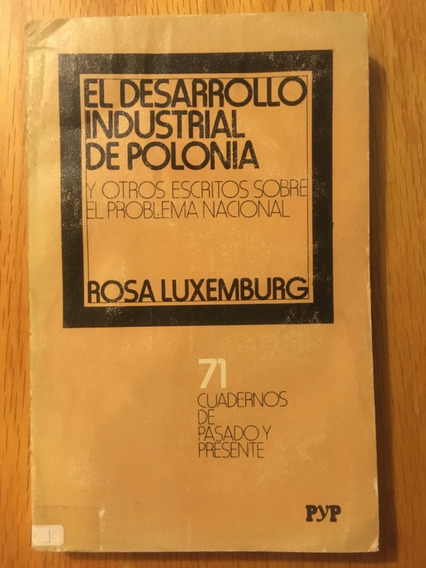 EL DESARROLLO
INDUSTRIAL
DE POLONIA
Y OTROS ESCRITOS SOBRE
EL PROBLEMA NACIONAL
ROSA LUXEMBURG
71
CUADERNOS
DE
PASADO Y
PRESENTE
PYP
1